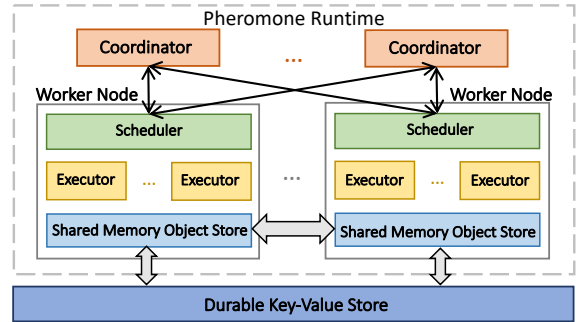 Pheromone Runtime
Coordinator
...
Coordinator
Worker Node
Worker Node
Scheduler
Scheduler
Executor
...
Executor
...
Executor
...
Executor
Shared Memory Object Store
Shared Memory Object Store
Durable Key-Value Store